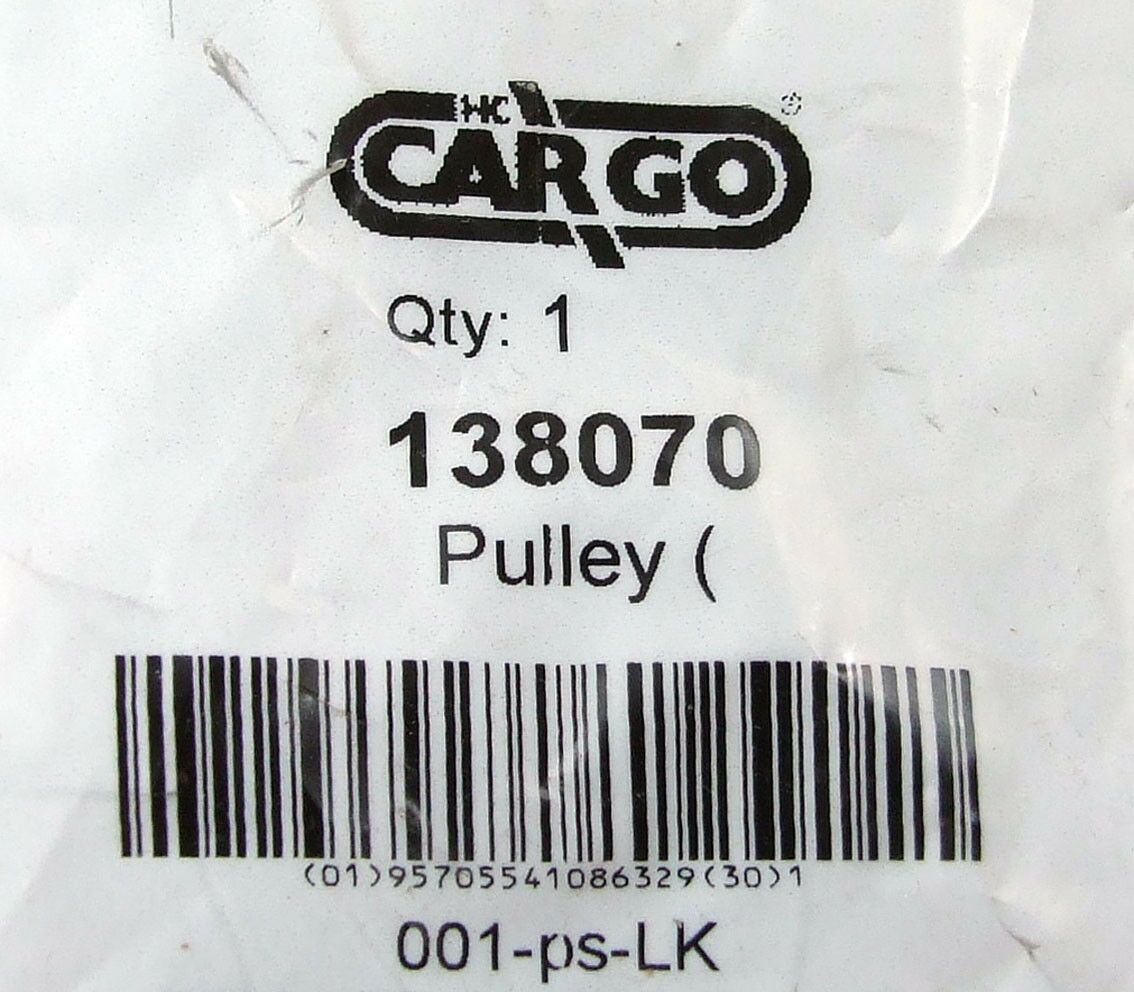 HC
CARGO®
Qty: 1
138070
Pulley (
(01)95705541086329(30)1
001-ps-LK